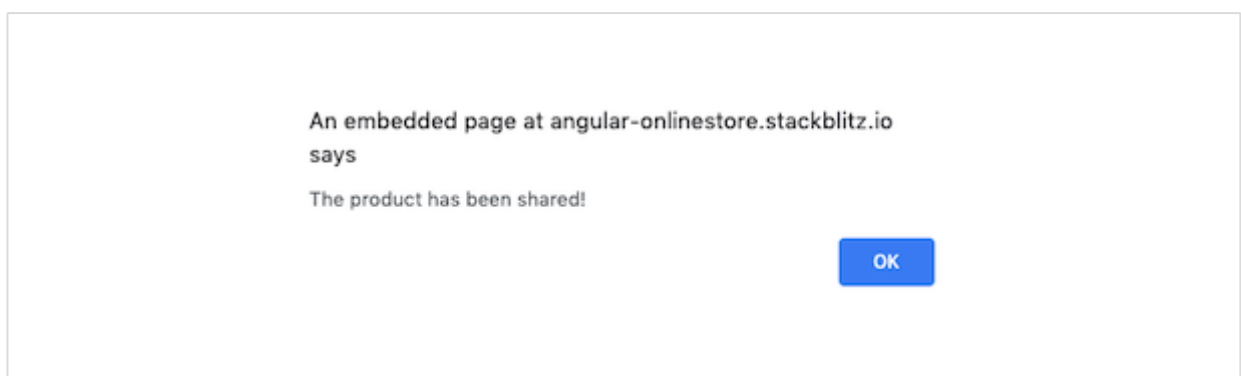 An embedded page at angular-onlinestore.stackblitz.io
says
The product has been shared!
OK